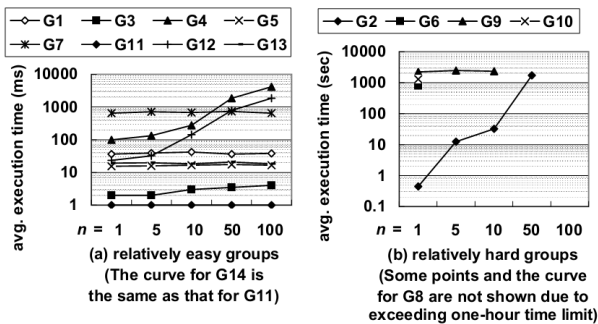 G1 G3 G4 G5
G7 G11 G12 G13
avg. execution time (ms)
10000
1000
100
10
1
n = 1 5 10 50 100
(a) relatively easy groups
(The curve for G14 is
the same as that for G11)
G2 G6 G9 G10
avg. execution time (sec)
10000
1000
100
10
1
0.1
n = 1 5 10 50 100
(b) relatively hard groups
(Some points and the curve
for G8 are not shown due to
exceeding one-hour time limit)